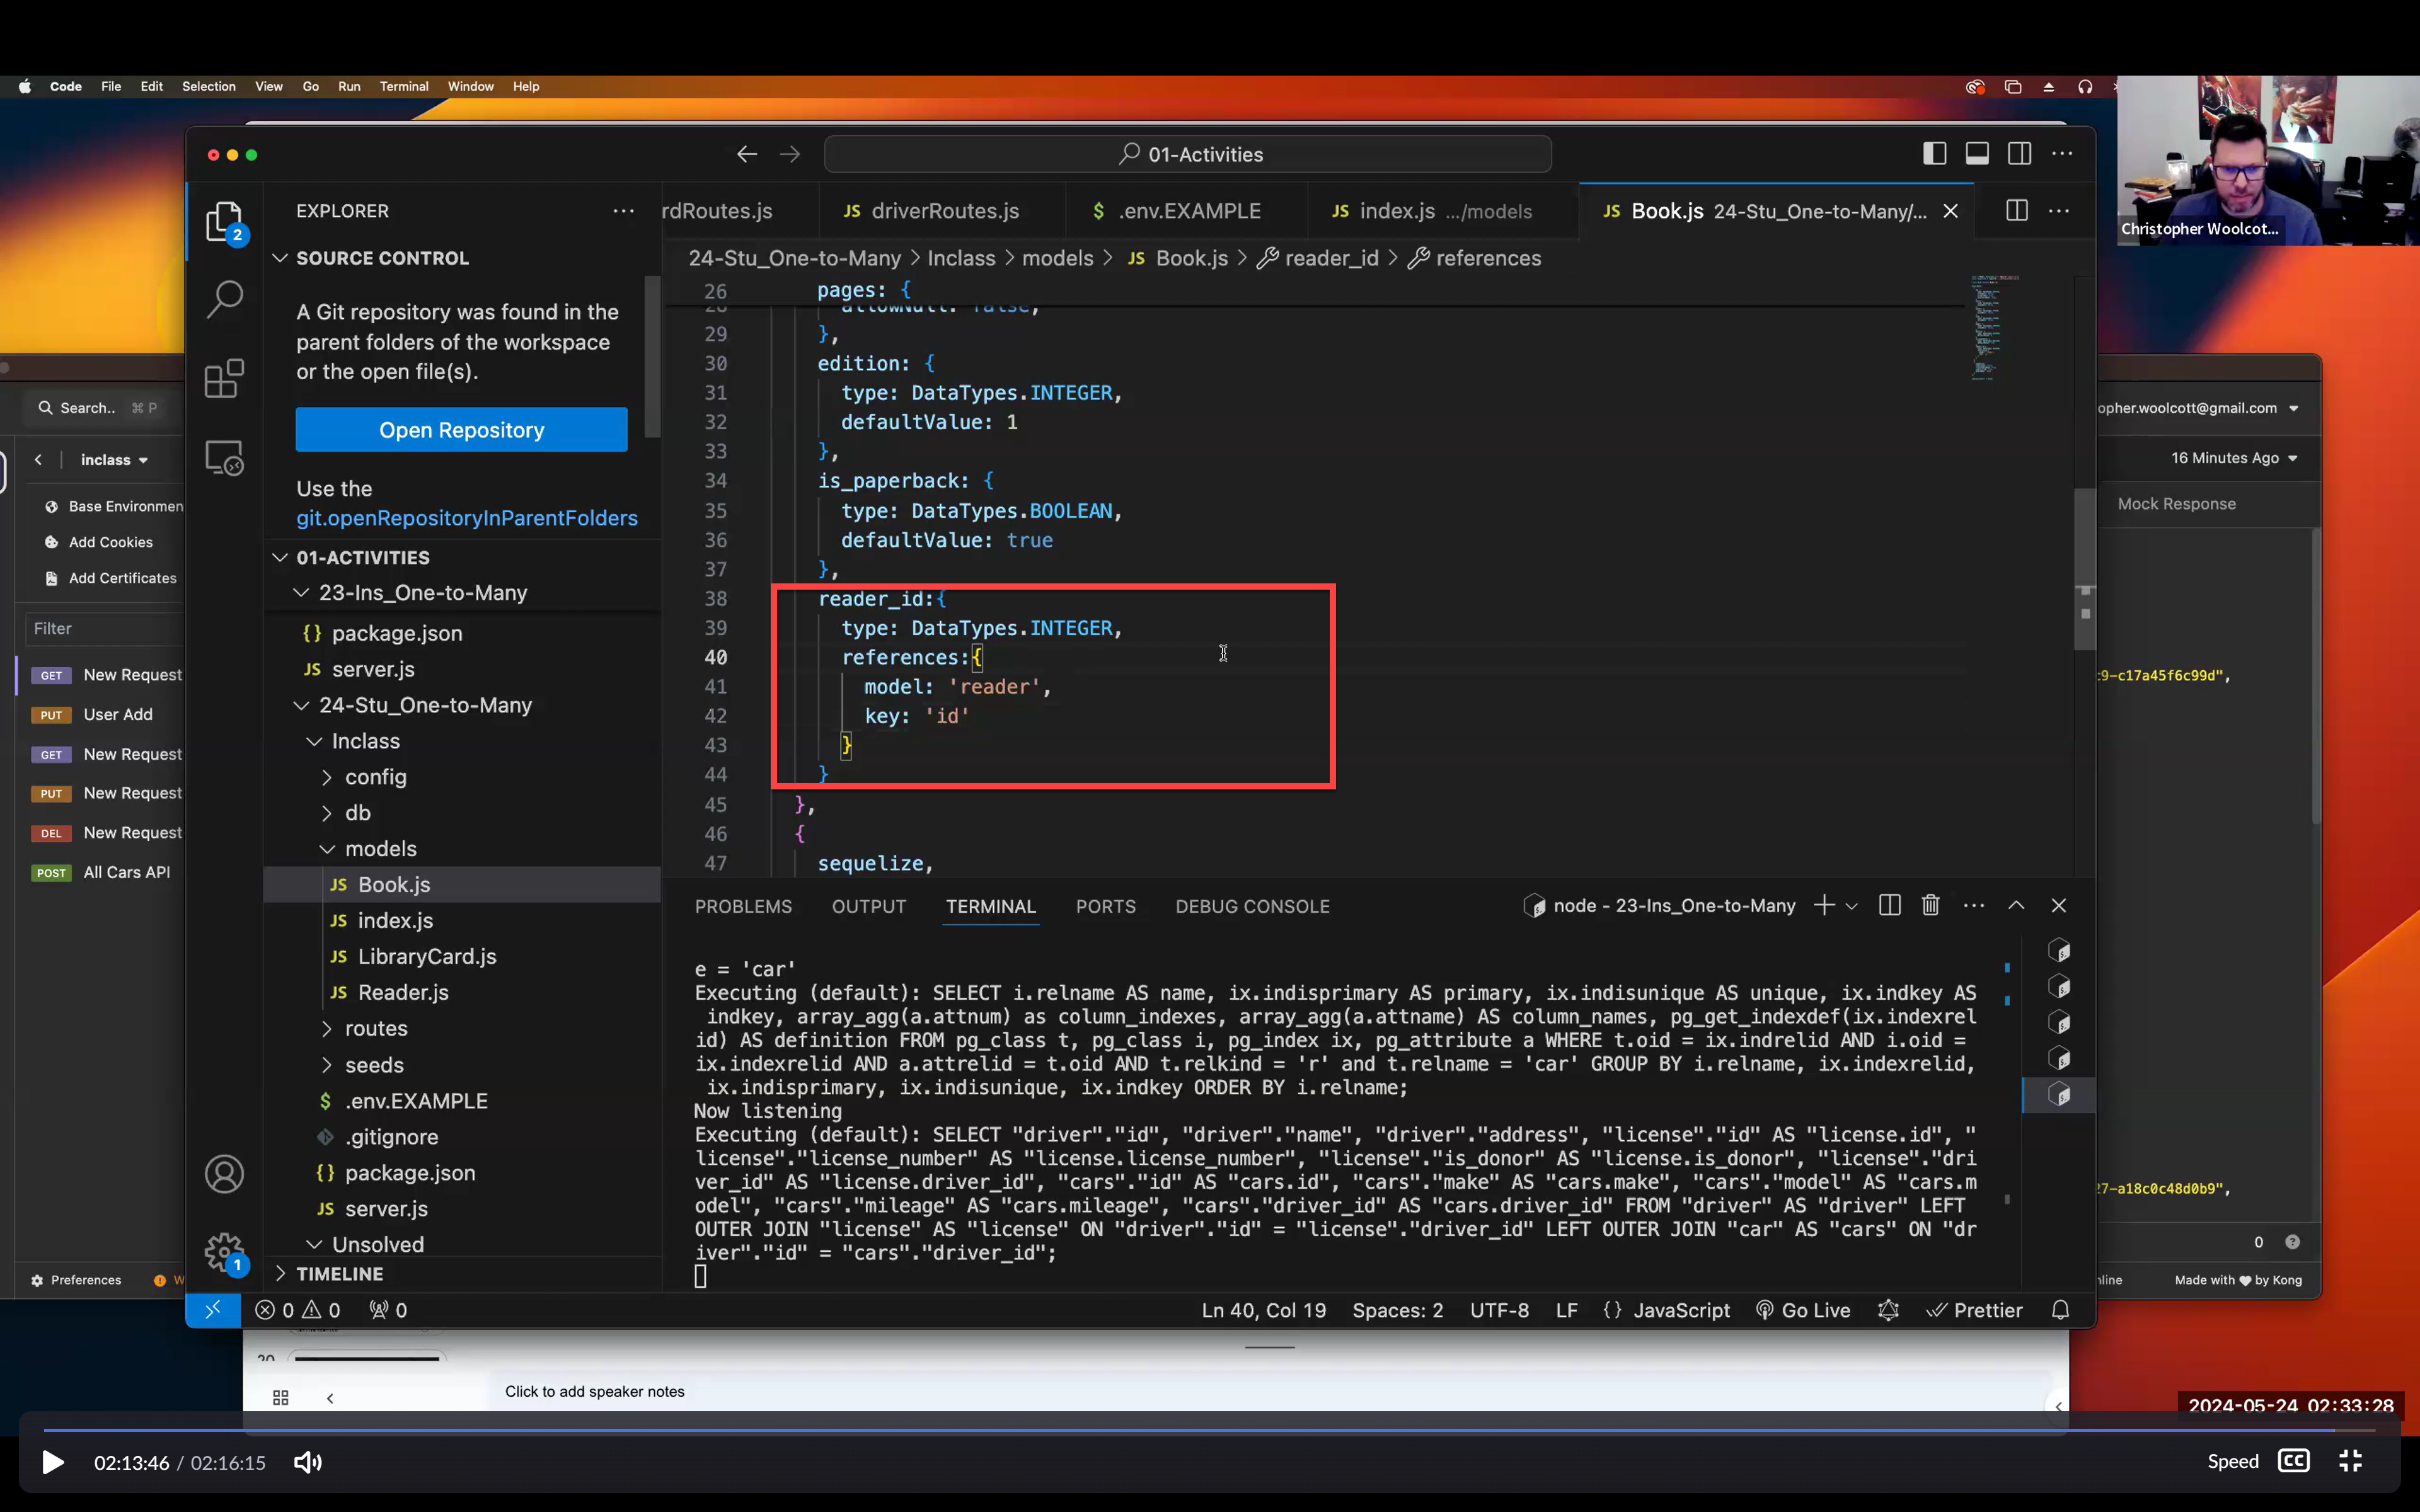 Code File Edit Selection View Go Run Terminal Window Help
Christopher Woolcot...
01-Activities
EXPLORER
rdRoutes.js
driverRoutes.js
.env.EXAMPLE
index.js .../models
Book.js 24-Stu_One-to-Many/...
2
SOURCE CONTROL
A Git repository was found in the
parent folders of the workspace
or the open file(s).
Open Repository
Use the
git.openRepositoryInParentFolders
01-ACTIVITIES
23-Ins_One-to-Many
package.json
server.js
24-Stu_One-to-Many
Inclass
config
db
models
Book.js
index.js
LibraryCard.js
Reader.js
routes
seeds
.env.EXAMPLE
.gitignore
package.json
server.js
Unsolved
TIMELINE
1
24-Stu_One-to-Many > Inclass > models > JS Book.js > reader_id > references
26 pages: {
28 allowNull: false,
29 },
30 edition: {
31 type: DataTypes.INTEGER,
32 defaultValue: 1
33 },
34 is_paperback: {
35 type: DataTypes.BOOLEAN,
36 defaultValue: true
37 },
38 reader_id:{
39 type: DataTypes.INTEGER,
40 references:{
41 model: 'reader',
42 key: 'id'
43 }
44 }
45 },
46 {
47 sequelize,
PROBLEMS OUTPUT TERMINAL PORTS DEBUG CONSOLE
node - 23-Ins_One-to-Many
e = 'car'
Executing (default): SELECT i.relname AS name, ix.indisprimary AS primary, ix.indisunique AS unique, ix.indkey AS
indkey, array_agg(a.attnum) as column_indexes, array_agg(a.attname) AS column_names, pg_get_indexdef(ix.indexrel
id) AS definition FROM pg_class t, pg_class i, pg_index ix, pg_attribute a WHERE t.oid = ix.indrelid AND i.oid =
ix.indexrelid AND a.attrelid = t.oid AND t.relkind = 'r' and t.relname = 'car' GROUP BY i.relname, ix.indexrelid,
ix.indisprimary, ix.indisunique, ix.indkey ORDER BY i.relname;
Now listening
Executing (default): SELECT "driver"."id", "driver"."name", "driver"."address", "license"."id" AS "license.id", "
license"."license_number" AS "license.license_number", "license"."is_donor" AS "license.is_donor", "license"."dri
ver_id" AS "license.driver_id", "cars"."id" AS "cars.id", "cars"."make" AS "cars.make", "cars"."model" AS "cars.m
odel", "cars"."mileage" AS "cars.mileage", "cars"."driver_id" AS "cars.driver_id" FROM "driver" AS "driver" LEFT
OUTER JOIN "license" AS "license" ON "driver"."id" = "license"."driver_id" LEFT OUTER JOIN "car" AS "cars" ON "dr
iver"."id" = "cars"."driver_id";
0 0 0
Ln 40, Col 19 Spaces: 2 UTF-8 LF {} JavaScript Go Live Prettier
Search.. ⌘ P
inclass
Base Environmen
Add Cookies
Add Certificates
Filter
GET New Request
PUT User Add
GET New Request
PUT New Request
DEL New Request
POST All Cars API
Preferences
W
opher.woolcott@gmail.com
16 Minutes Ago
Mock Response
9-c17a45f6c99d",
7-a18c0c48d0b9",
0
nline
Made with ♥ by Kong
Click to add speaker notes
2024-05-24 02:33:28
02:13:46 / 02:16:15
Speed CC